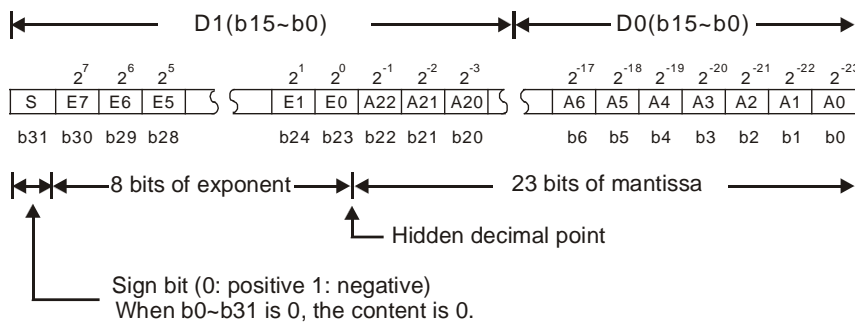 D1(b15~b0) D0(b15~b0)
2^7 2^6 2^5 2^1 2^0 2^-1 2^-2 2^-3 2^-17 2^-18 2^-19 2^-20 2^-21 2^-22 2^-23
S E7 E6 E5 E1 E0 A22 A21 A20 A6 A5 A4 A3 A2 A1 A0
b31 b30 b29 b28 b24 b23 b22 b21 b20 b6 b5 b4 b3 b2 b1 b0
8 bits of exponent 23 bits of mantissa
Hidden decimal point
Sign bit (0: positive 1: negative)
When b0~b31 is 0, the content is 0.